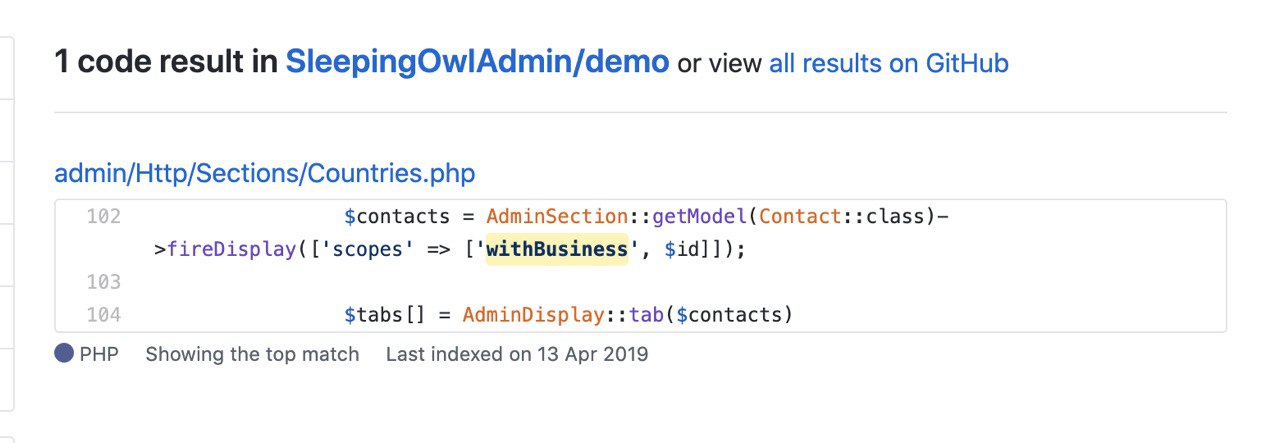 1 code result in SleepingOwlAdmin/demo or view all results on GitHub
admin/Http/Sections/Countries.php
102 $contacts = AdminSection::getModel(Contact::class)-
>fireDisplay(['scopes' => ['withBusiness', $id]]);
103
104 $tabs[] = AdminDisplay::tab($contacts)
PHP Showing the top match Last indexed on 13 Apr 2019